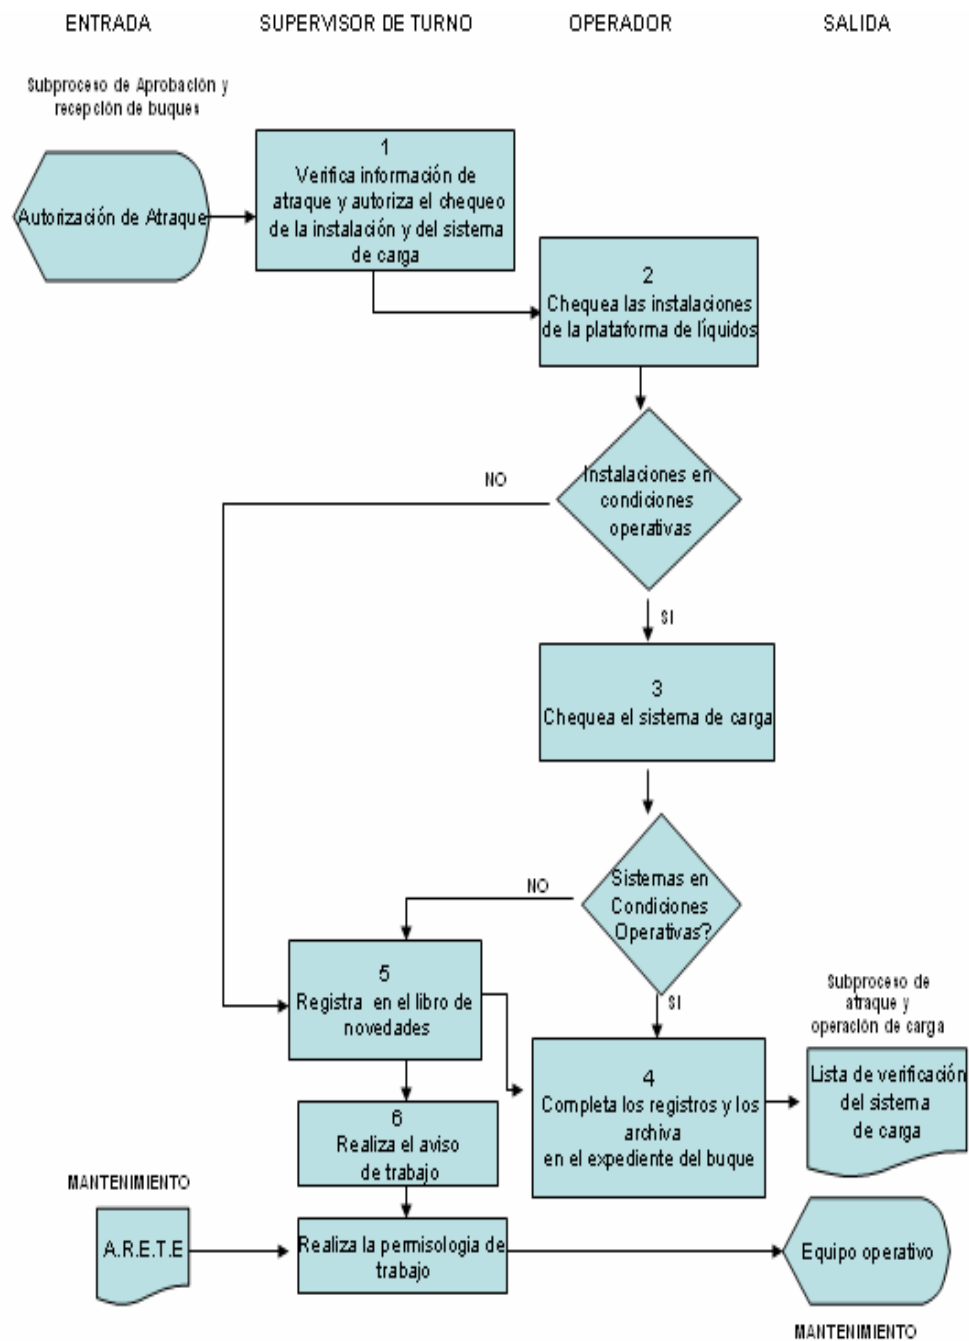 ENTRADA
SUPERVISOR DE TURNO
OPERADOR
SALIDA
Subproceso de Aprobación y
recepción de buques
Autorización de Atraque
1
Verifica información de
atraque y autoriza el chequeo
de la instalación y del sistema
de carga
2
Chequea las instalaciones
de la plataforma de líquidos
Instalaciones en
condiciones
operativas
NO
SI
3
Chequea el sistema de carga
Sistemas en
Condiciones
Operativas?
NO
SI
5
Registra en el libro de
novedades
4
Completa los registros y los
archiva
en el expediente del buque
Subproceso de
atraque y
operación de carga
Lista de verificación
del sistema
de carga
6
Realiza el aviso
de trabajo
MANTENIMIENTO
A.R.E.T.E
Realiza la permisologia de
trabajo
Equipo operativo
MANTENIMIENTO